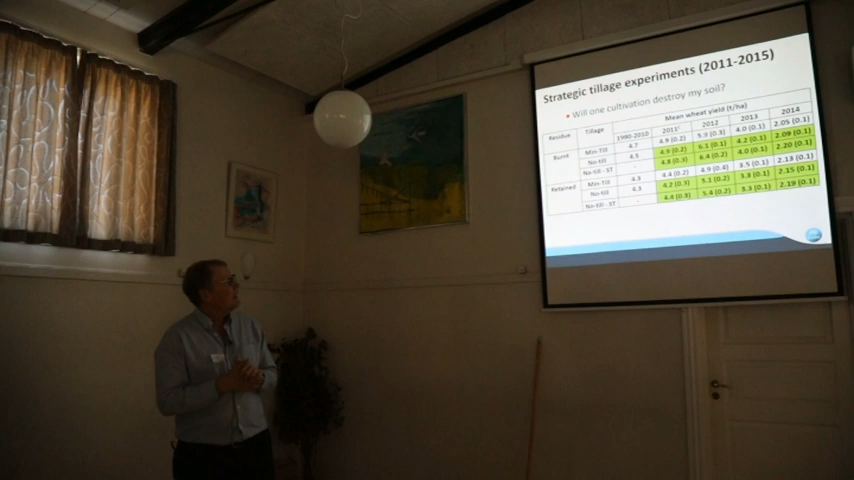 Strategic tillage experiments (2011-2015)
• Will one cultivation destroy my soil?
Mean wheat yield (t/ha)
Residue Tillage 1990-2010 2011 2012 2013 2014
Burnt Min-Till 4.7 4.9 (0.2) 5.3 (0.3) 4.0 (0.1) 2.05 (0.1)
No-till 4.5 4.9 (0.2) 6.1 (0.1) 4.2 (0.1) 2.09 (0.1)
No-till - ST - 4.8 (0.3) 6.4 (0.2) 4.0 (0.1) 2.20 (0.1)
Retained Min-Till 4.3 4.4 (0.2) 4.9 (0.4) 3.5 (0.1) 2.13 (0.1)
No-till 4.3 4.2 (0.3) 5.1 (0.2) 3.8 (0.1) 2.15 (0.1)
No-till - ST - 4.4 (0.3) 5.4 (0.2) 3.3 (0.1) 2.19 (0.1)